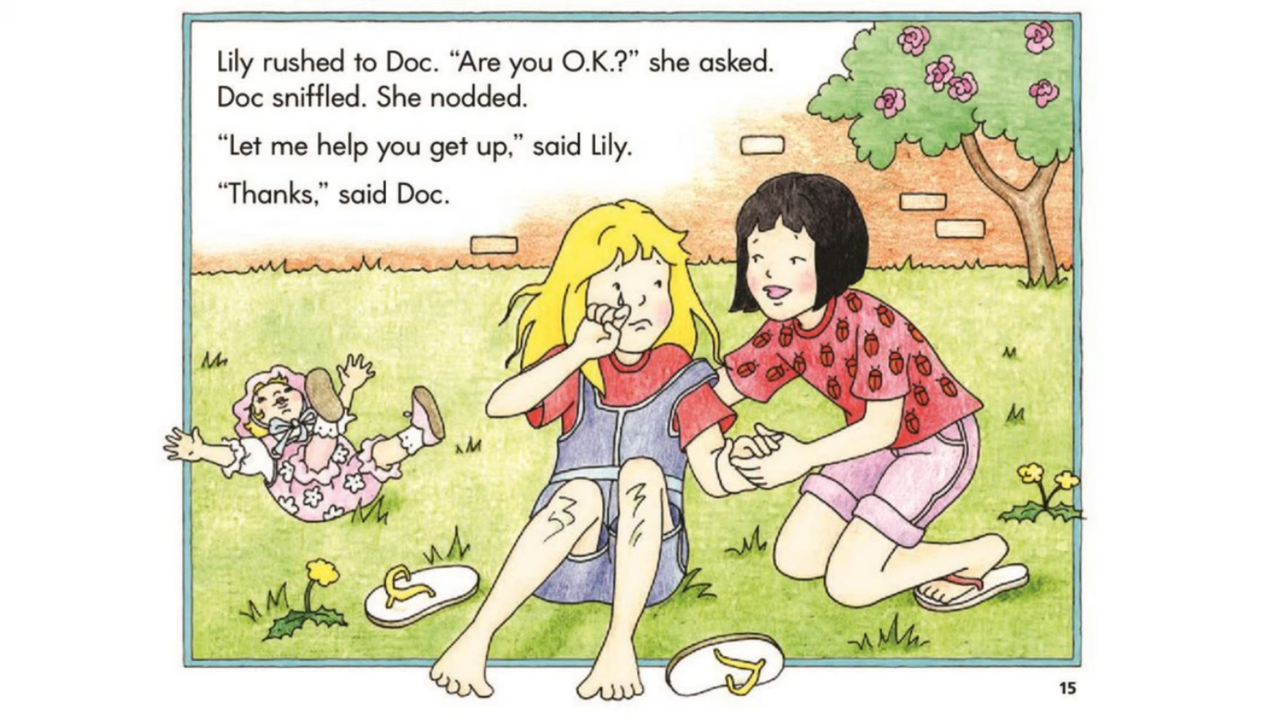 Lily rushed to Doc. “Are you O.K.?” she asked.
Doc sniffled. She nodded.
“Let me help you get up,” said Lily.
“Thanks,” said Doc.
15